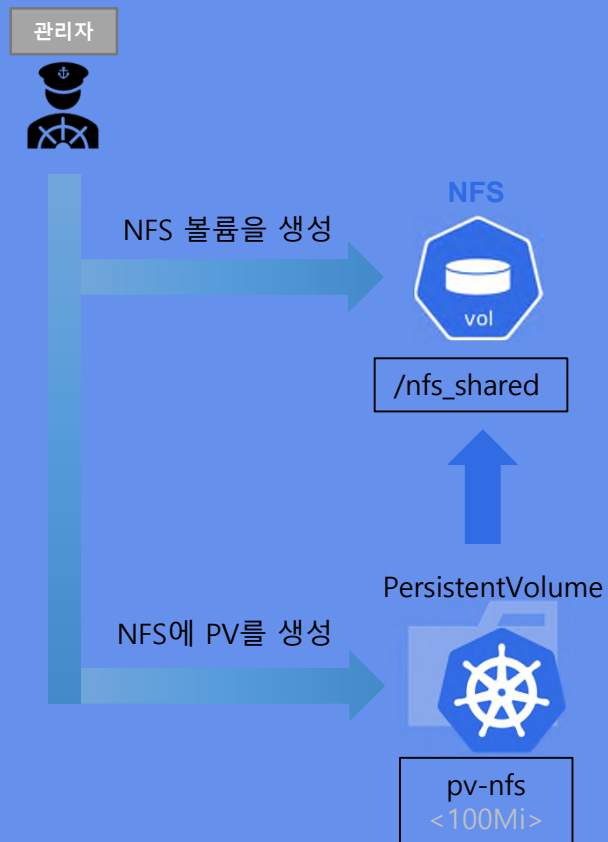 관리자
NFS
NFS 볼륨을 생성
vol
/nfs_shared
PersistentVolume
NFS에 PV를 생성
pv-nfs
<100Mi>